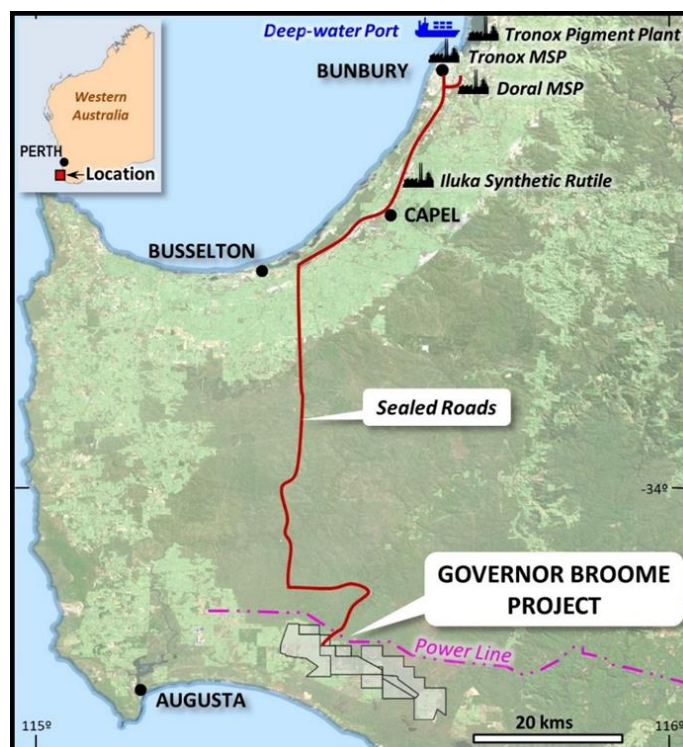 Deep-water Port
Tronox Pigment Plant
Tronox MSP
BUNBURY
Doral MSP
Western
Australia
PERTH
Location
Iluka Synthetic Rutile
CAPEL
BUSSELTON
Sealed Roads
-34º
GOVERNOR BROOME
PROJECT
Power Line
AUGUSTA
20 kms
115º
116º